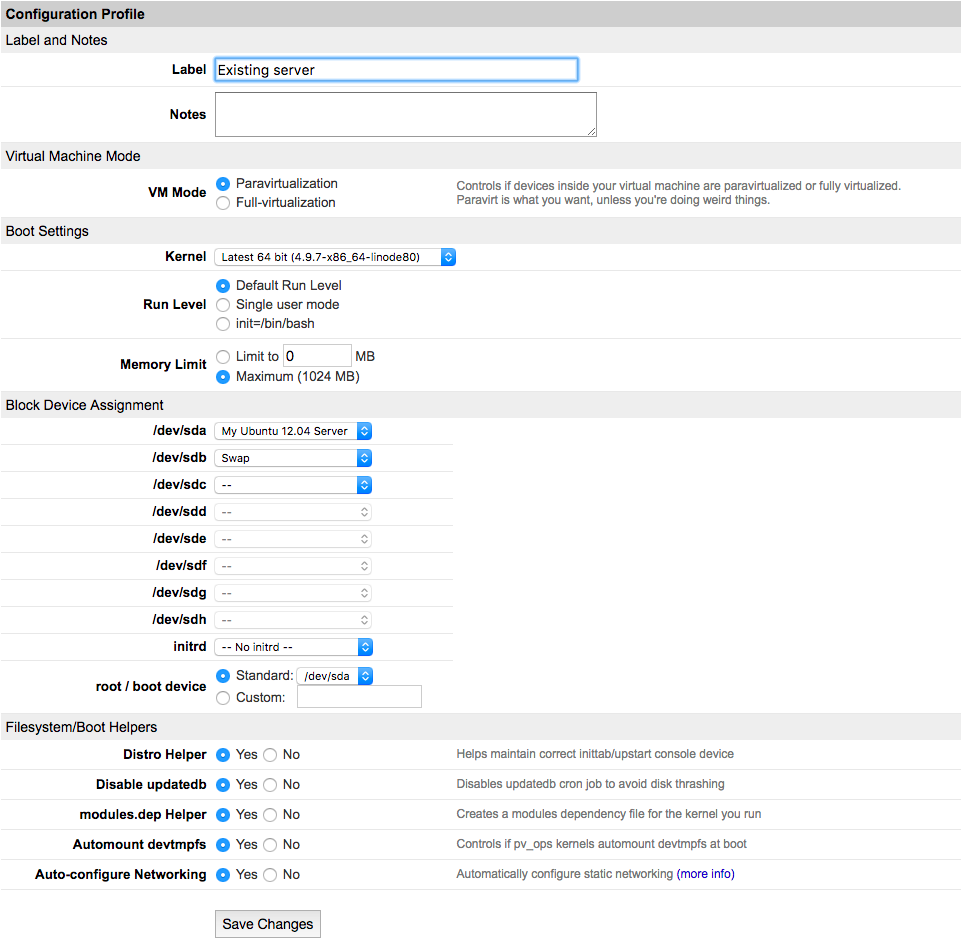 Configuration Profile
Label and Notes
Label Existing server
Notes
Virtual Machine Mode
VM Mode Paravirtualization Controls if devices inside your virtual machine are paravirtualized or fully virtualized.
Full-virtualization Paravirt is what you want, unless you're doing weird things.
Boot Settings
Kernel Latest 64 bit (4.9.7-x86_64-linode80)
Default Run Level
Run Level Single user mode
init=/bin/bash
Memory Limit Limit to 0 MB
Maximum (1024 MB)
Block Device Assignment
/dev/sda My Ubuntu 12.04 Server
/dev/sdb Swap
/dev/sdc --
/dev/sdd --
/dev/sde --
/dev/sdf --
/dev/sdg --
/dev/sdh --
initrd -- No initrd --
root / boot device Standard: /dev/sda
Custom:
Filesystem/Boot Helpers
Distro Helper Yes No Helps maintain correct inittab/upstart console device
Disable updatedb Yes No Disables updatedb cron job to avoid disk thrashing
modules.dep Helper Yes No Creates a modules dependency file for the kernel you run
Automount devtmpfs Yes No Controls if pv_ops kernels automount devtmpfs at boot
Auto-configure Networking Yes No Automatically configure static networking (more info)
Save Changes